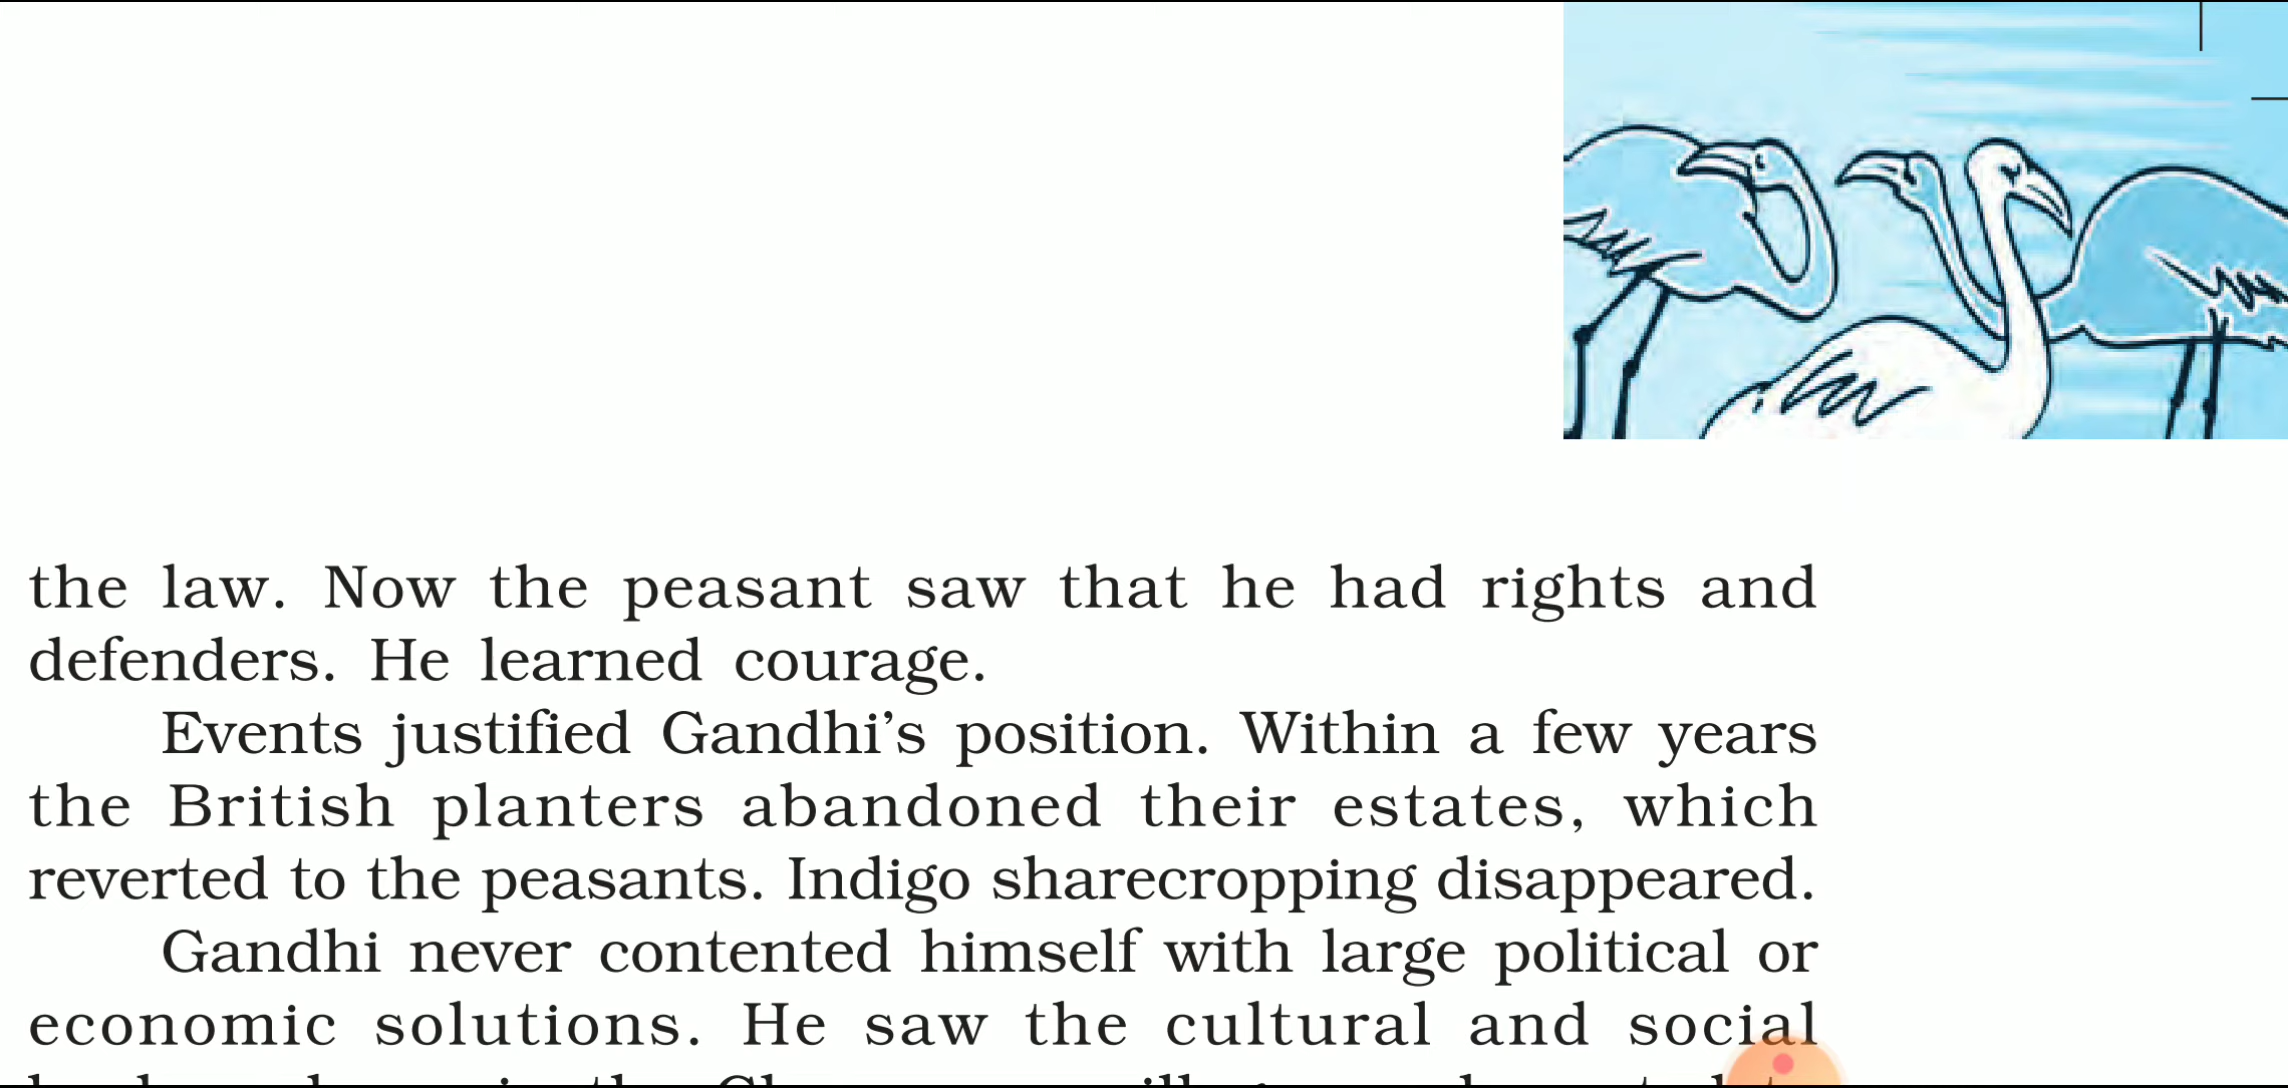 the law. Now the peasant saw that he had rights and
defenders. He learned courage.
Events justified Gandhi’s position. Within a few years
the British planters abandoned their estates, which
reverted to the peasants. Indigo sharecropping disappeared.
Gandhi never contented himself with large political or
economic solutions. He saw the cultural and social